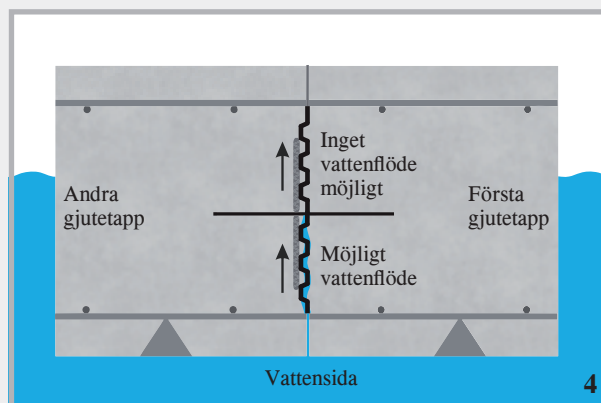 Inget
vattenflöde
möjligt
Andra
gjutetapp
Första
gjutetapp
Möjligt
vattenflöde
Vattensida
4